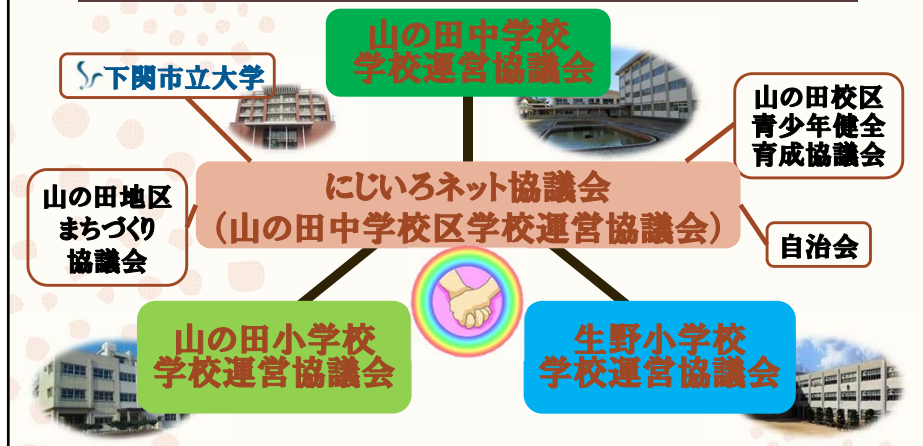 山の田中学校
学校運営協議会
下関市立大学
山の田校区
青少年健全
育成協議会
にじいろネット協議会
（山の田中学校区学校運営協議会）
山の田地区
まちづくり
協議会
自治会
山の田小学校
学校運営協議会
生野小学校
学校運営協議会